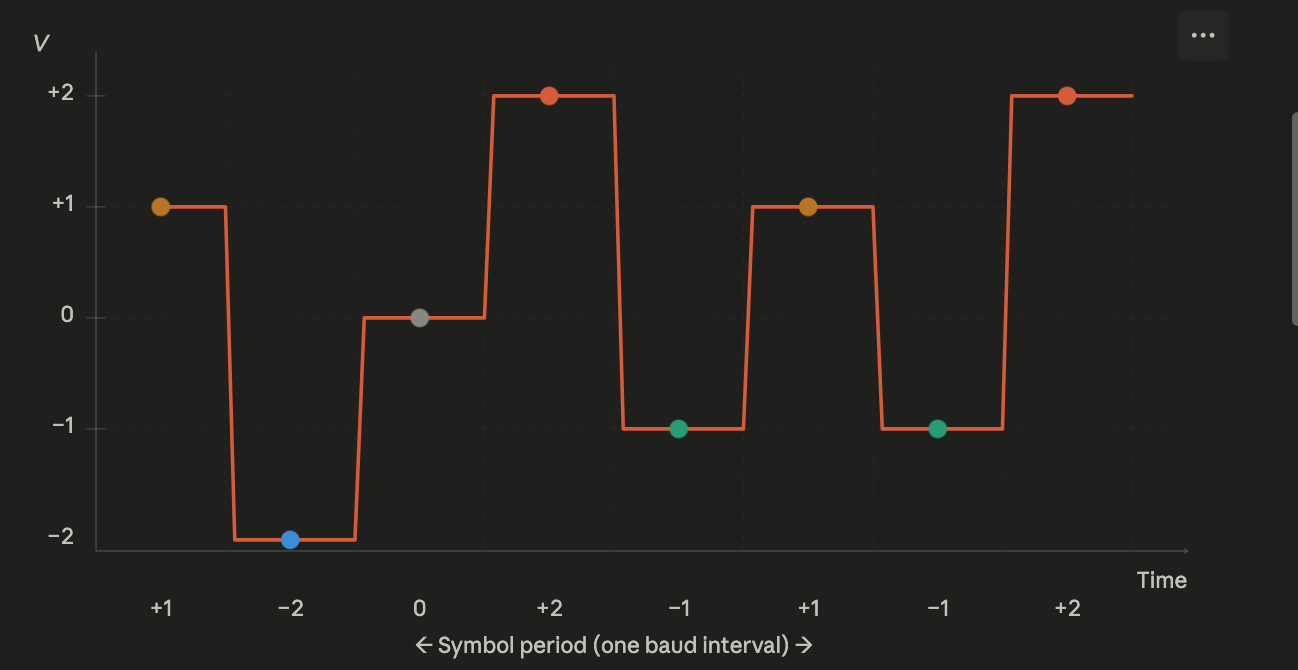 V
+2
+1
0
−1
−2
Time
+1 −2 0 +2 −1 +1 −1 +2
← Symbol period (one baud interval) →